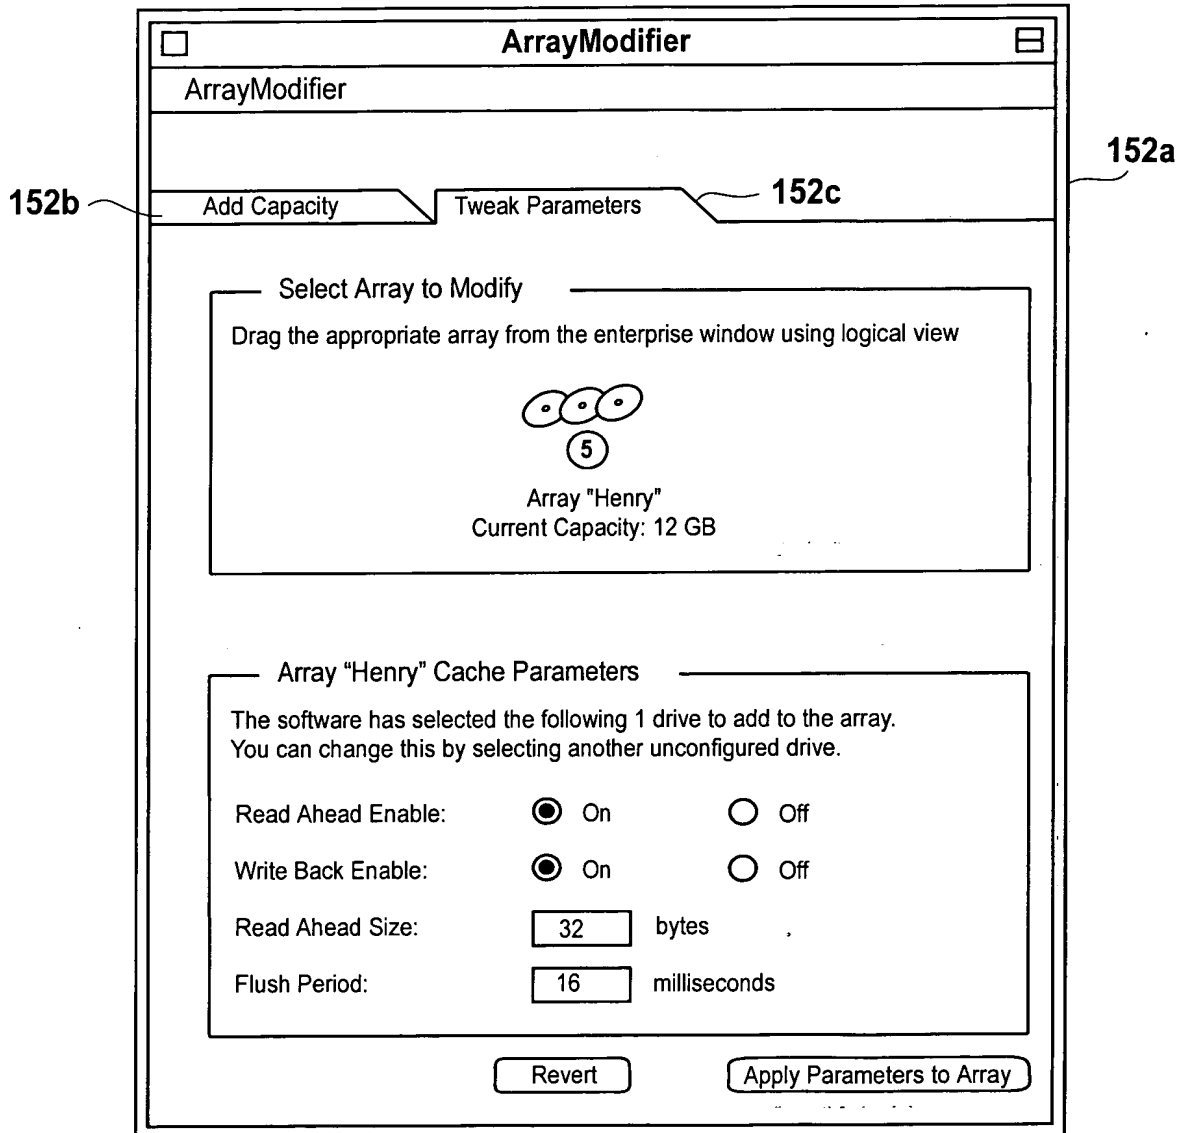 ArrayModifier
ArrayModifier
152a
152b
Add Capacity
Tweak Parameters
152c
Select Array to Modify
Drag the appropriate array from the enterprise window using logical view
5
Array "Henry"
Current Capacity: 12 GB
Array “Henry” Cache Parameters
The software has selected the following 1 drive to add to the array.
You can change this by selecting another unconfigured drive.
Read Ahead Enable: On Off
Write Back Enable: On Off
Read Ahead Size: 32 bytes
Flush Period: 16 milliseconds
Revert Apply Parameters to Array